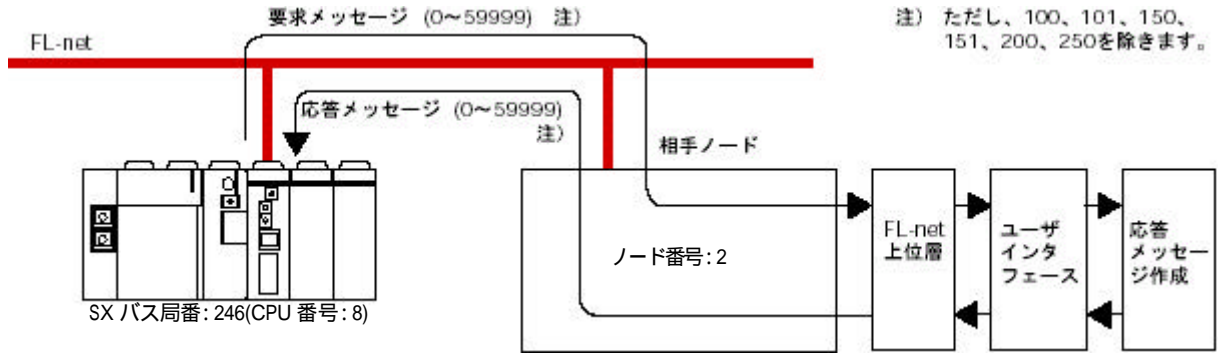 要求メッセージ (0～59999) 注)
注) ただし、100、101、150、
151、200、250を除きます。
FL-net
応答メッセージ (0～59999)
注)
相手ノード
ノード番号：2
FL-net
上位層
ユーザ
インタ
フェース
応答
メッセー
ジ作成
SX バス局番：246(CPU 番号：8)